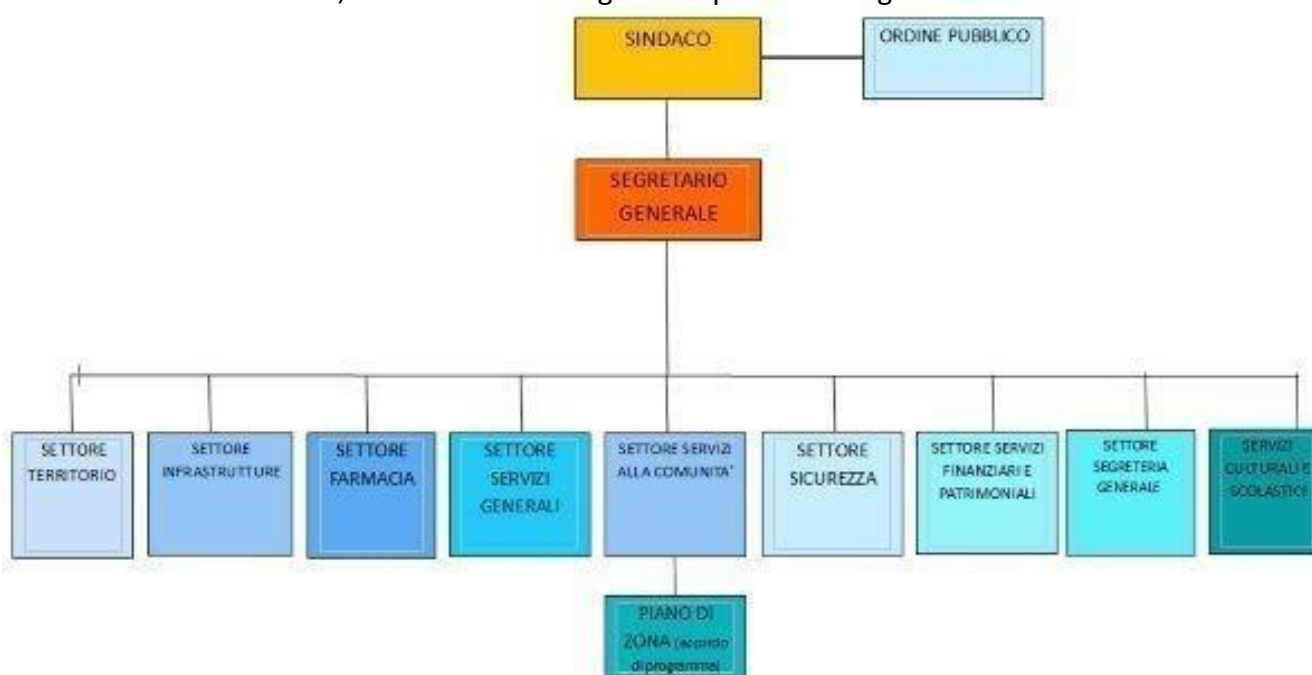 SINDACO
ORDINE PUBBLICO
SEGRETARIO
GENERALE
SETTORE
TERRITORIO
SETTORE
INFRASTRUTTURE
SETTORE
FARMACIA
SETTORE
SERVIZI
GENERALI
SETTORE SERVIZI
ALLA COMUNITA'
SETTORE
SICUREZZA
SETTORE SERVIZI
FINANZIARI E
PATRIMONIALI
SETTORE
SEGRETERIA
GENERALE
SERVIZI
CULTURALI E
SCOLASTICI
PIANO DI
ZONA (accordo
di programma)